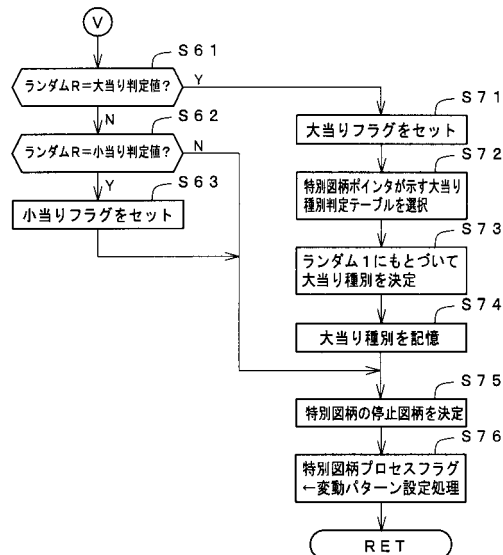 V
S61
ランダムR=大当り判定値?
Y
N
S62
ランダムR=小当り判定値?
N
Y
S63
小当りフラグをセット
S71
大当りフラグをセット
S72
特別図柄ポインタが示す大当り
種別判定テーブルを選択
S73
ランダム1にもとづいて
大当り種別を決定
S74
大当り種別を記憶
S75
特別図柄の停止図柄を決定
S76
特別図柄プロセスフラグ
←変動パターン設定処理
RET